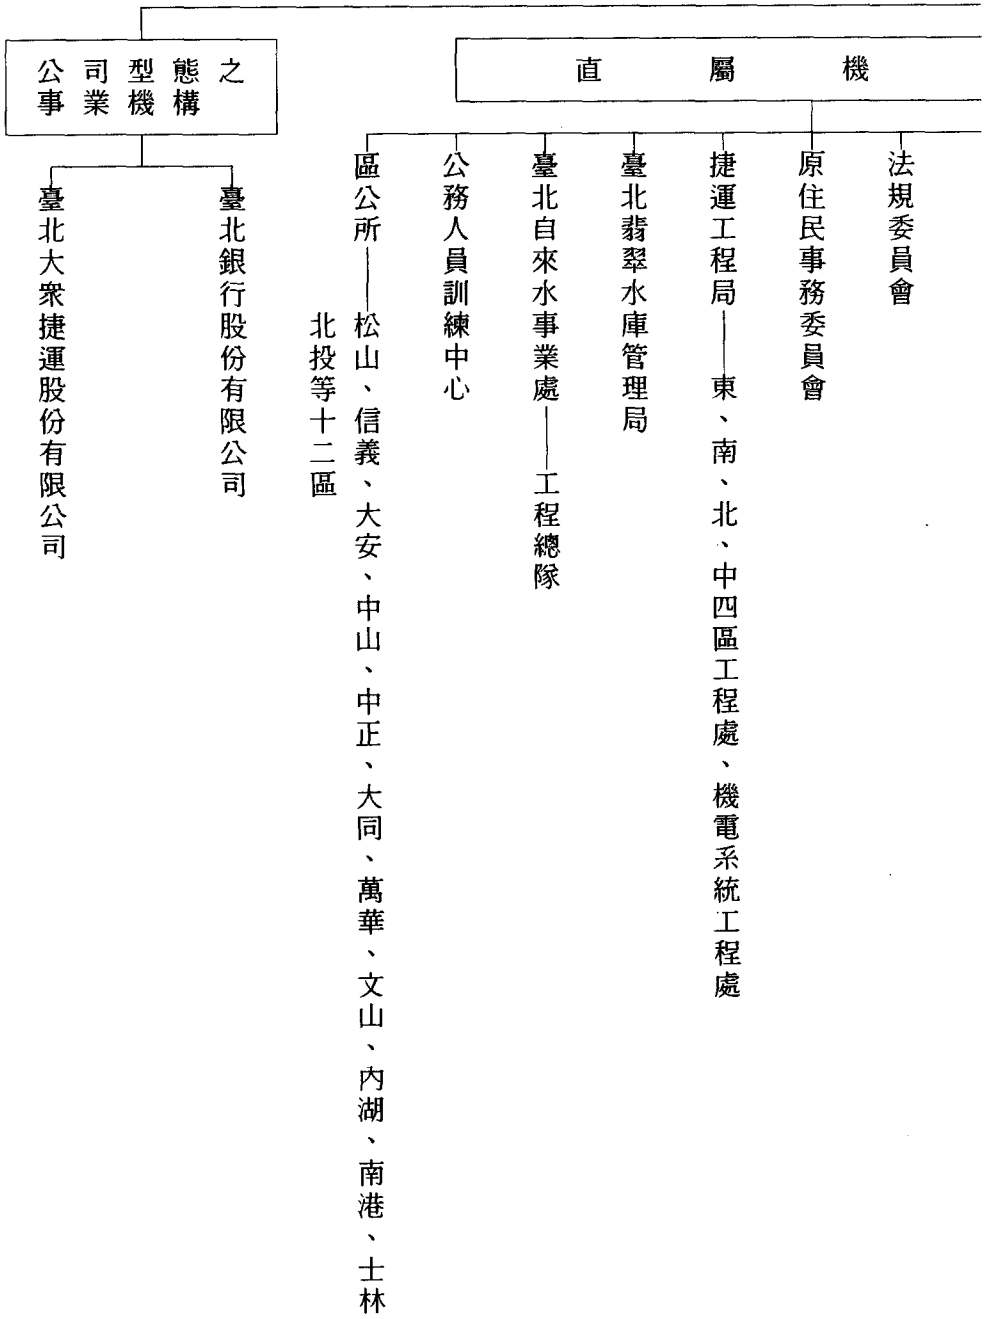 直屬機
法規委員會
原住民事務委員會
捷運工程局——東、南、北、中四區工程處、機電系統工程處
臺北翡翠水庫管理局
臺北自來水事業處——工程總隊
公務人員訓練中心
區公所——松山、信義、大安、中山、中正、大同、萬華、文山、內湖、南港、士林
北投等十二區
公司型態之
事業機構
臺北銀行股份有限公司
臺北大眾捷運股份有限公司